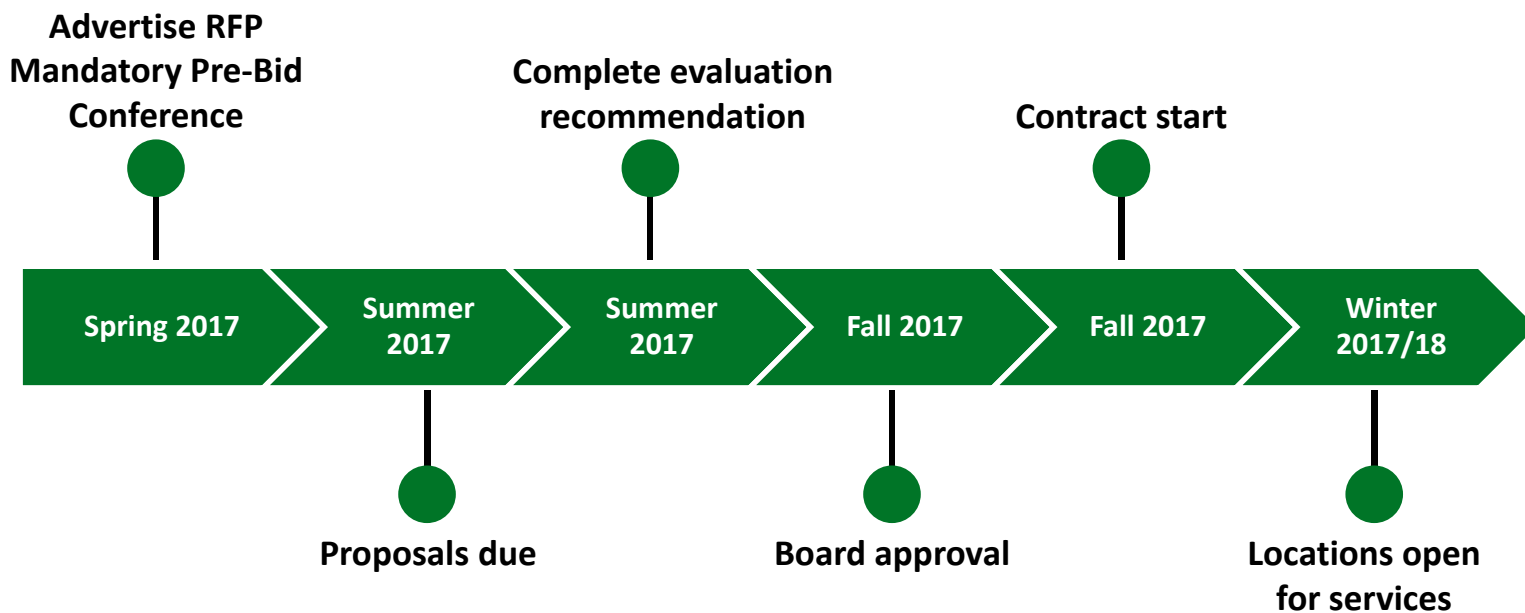 Advertise RFP
Mandatory Pre-Bid
Conference
Complete evaluation
recommendation
Contract start
Spring 2017
Summer
2017
Summer
2017
Fall 2017
Fall 2017
Winter
2017/18
Proposals due
Board approval
Locations open
for services